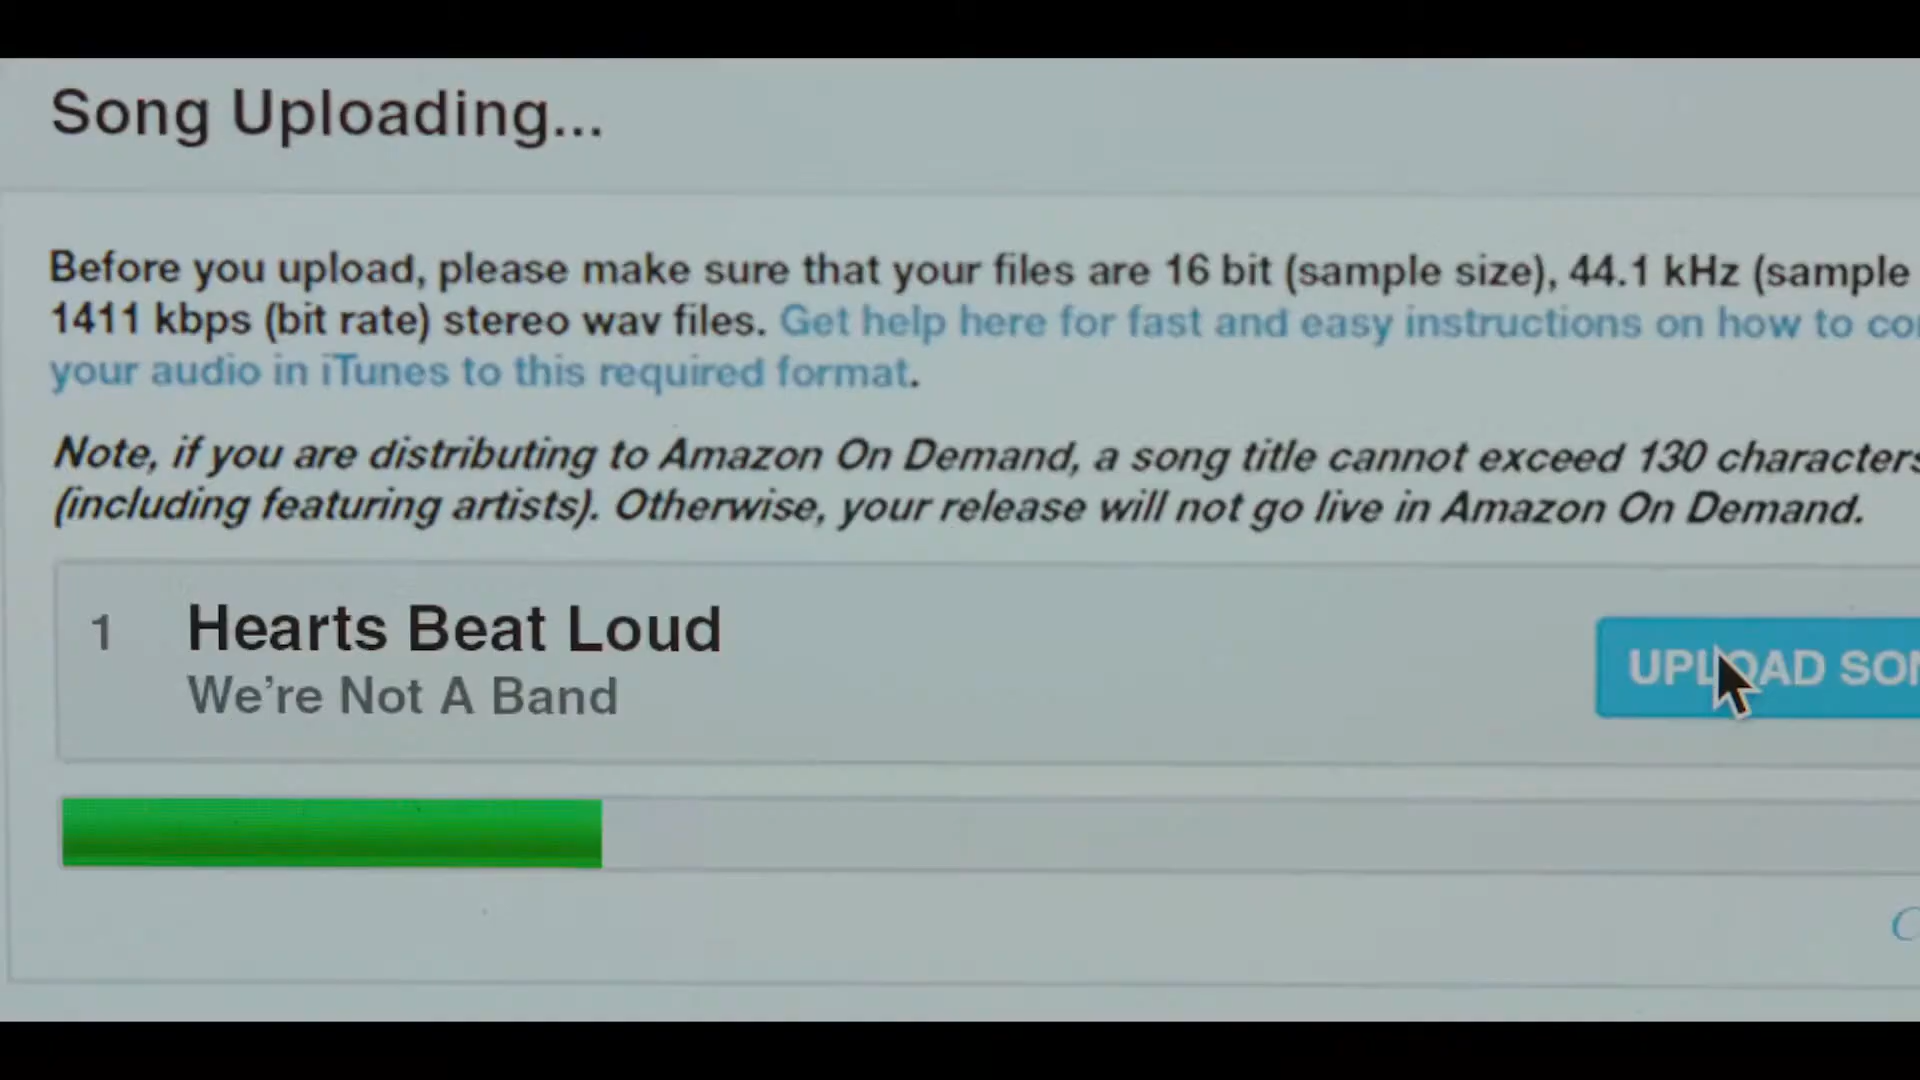 Song Uploading...
Before you upload, please make sure that your files are 16 bit (sample size), 44.1 kHz (sample
1411 kbps (bit rate) stereo wav files. Get help here for fast and easy instructions on how to
your audio in iTunes to this required format.
Note, if you are distributing to Amazon On Demand, a song title cannot exceed 130 characters
(including featuring artists). Otherwise, your release will not go live in Amazon On Demand.
1 Hearts Beat Loud
We're Not A Band
UPLOAD